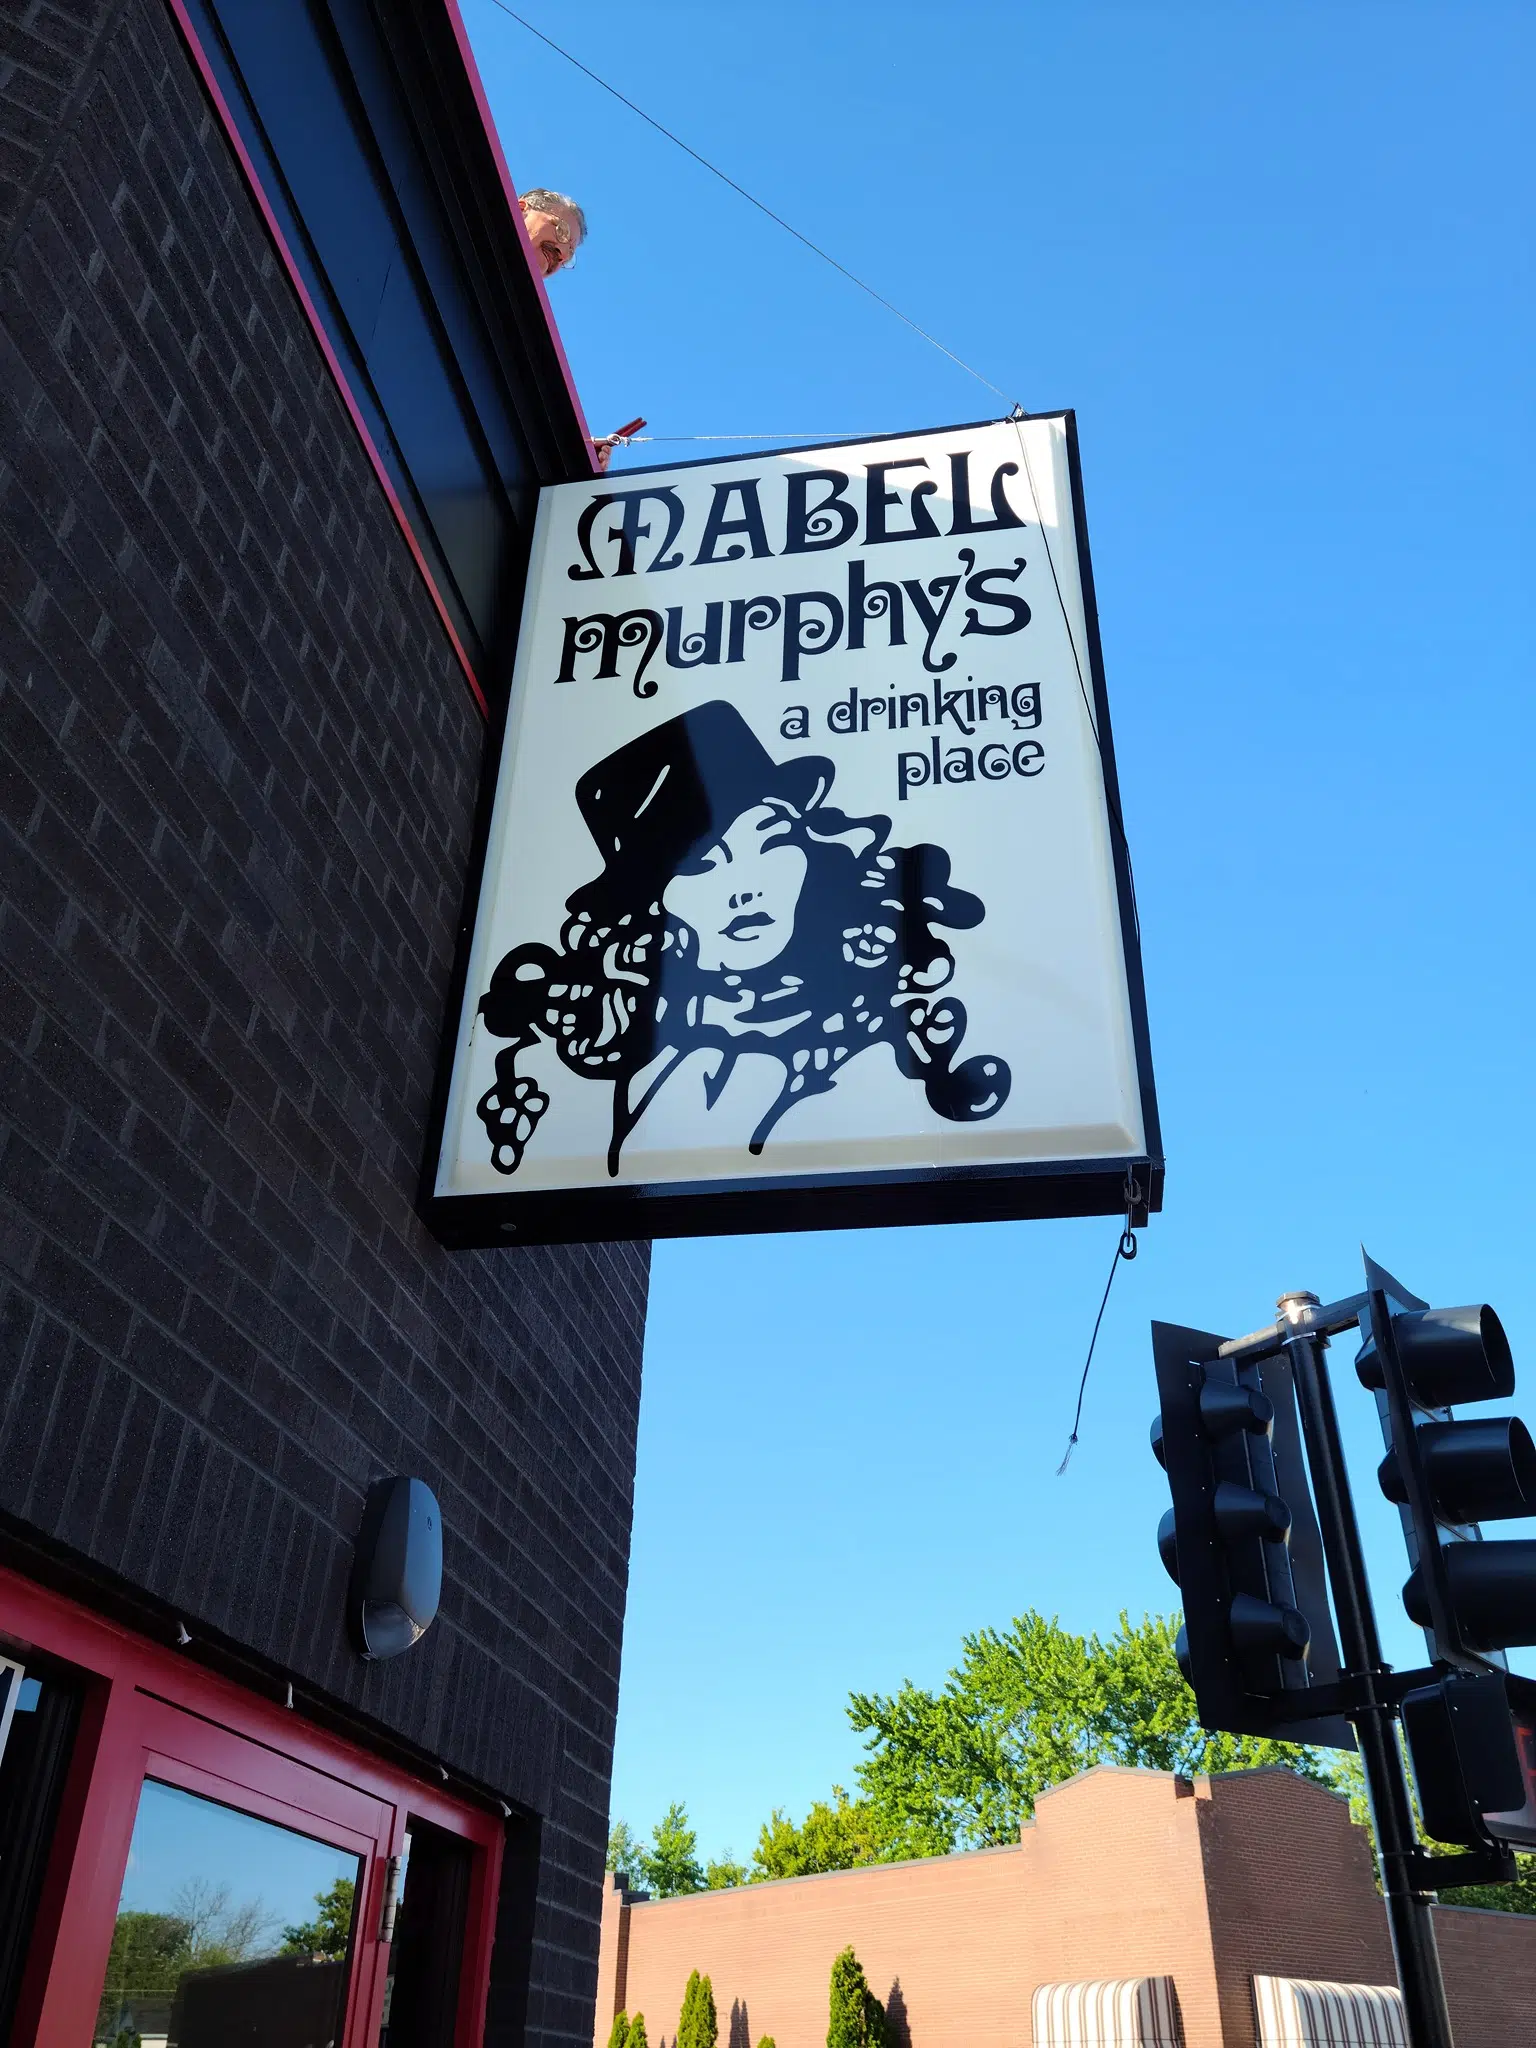 MABEL
murphy's
a drinking
place